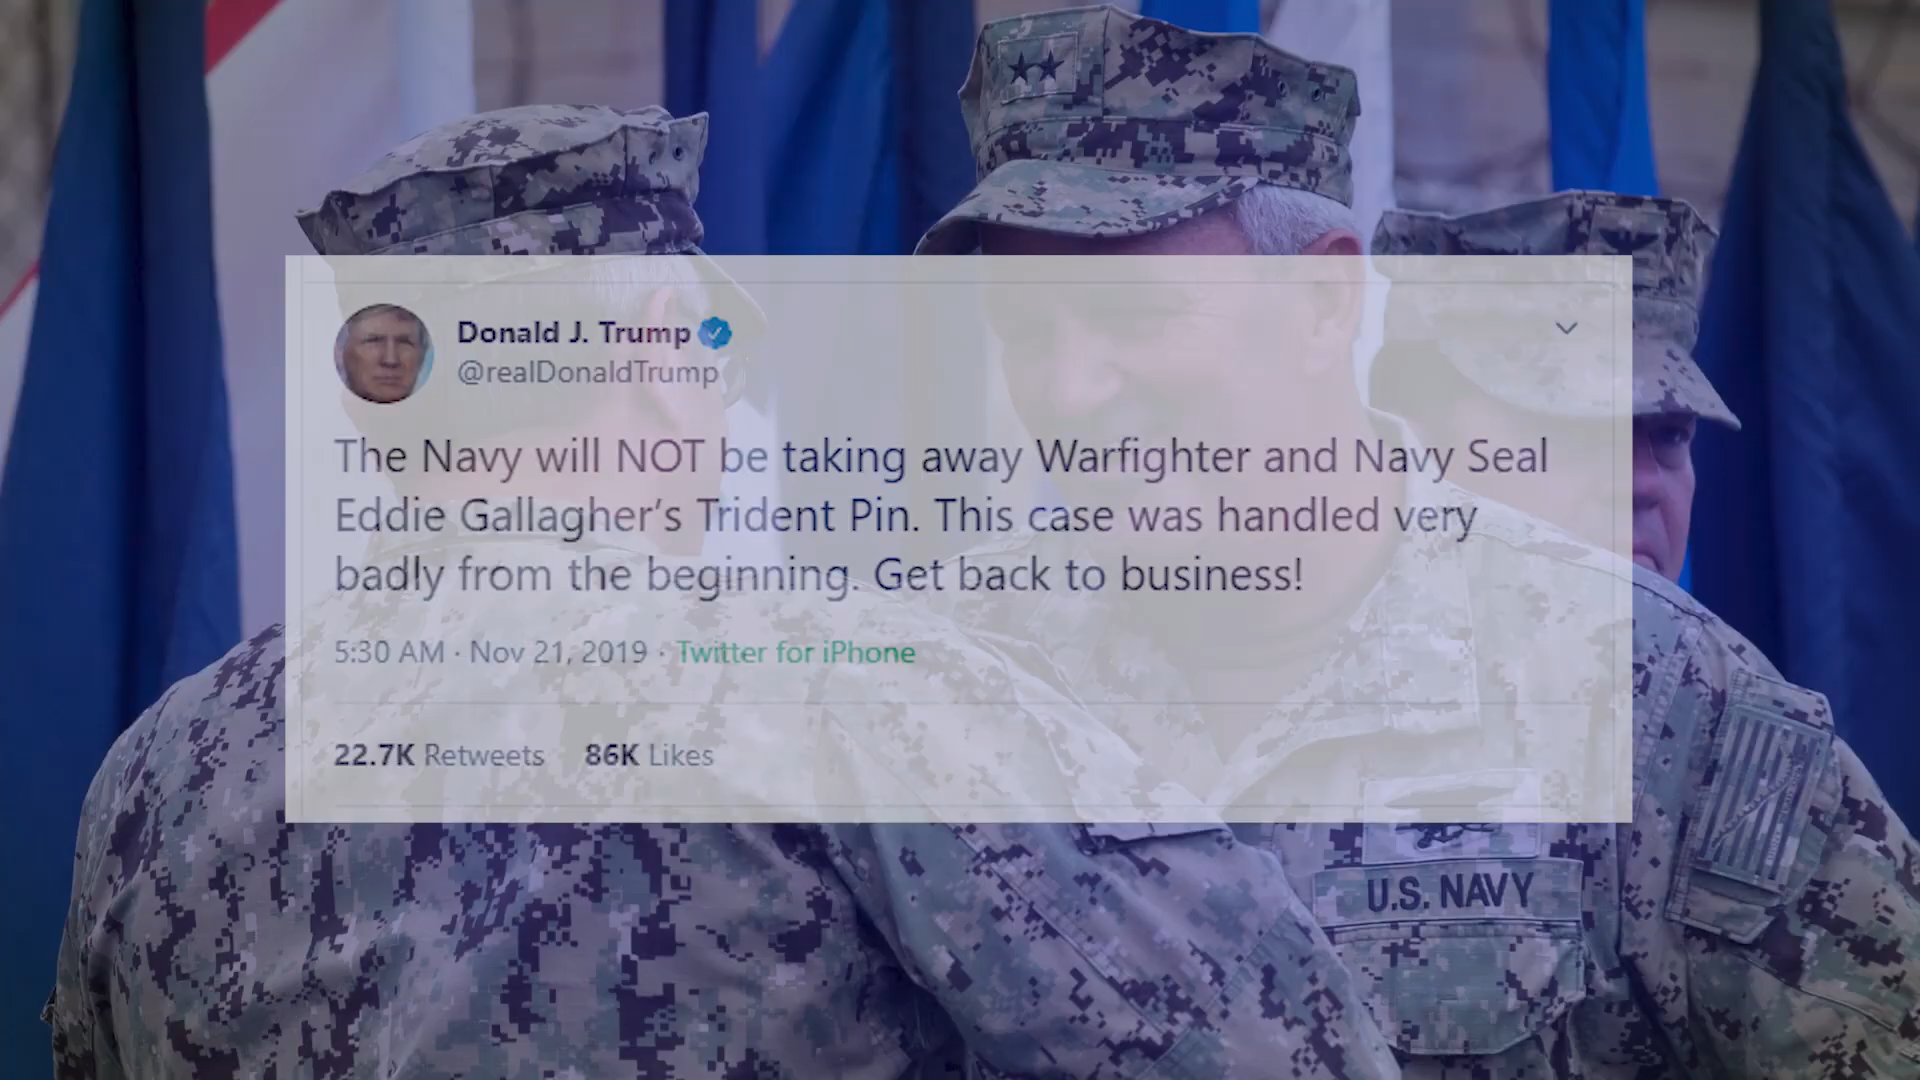 Donald J. Trump
@realDonaldTrump
The Navy will NOT be taking away Warfighter and Navy Seal
Eddie Gallagher’s Trident Pin. This case was handled very
badly from the beginning. Get back to business!
5:30 AM · Nov 21, 2019 · Twitter for iPhone
22.7K Retweets 86K Likes
U.S. NAVY